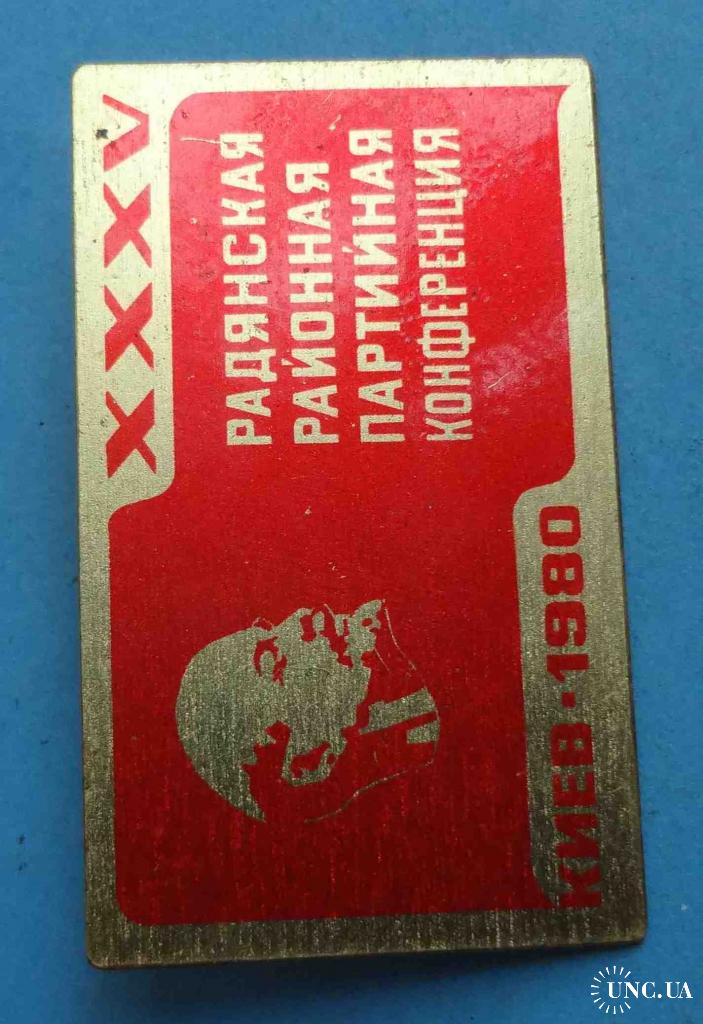 XXXV
РАДЯНСКАЯ
РАЙОННАЯ
ПАРТИЙНАЯ
КОНФЕРЕНЦИЯ
КИЕВ·1980
UNC.UA